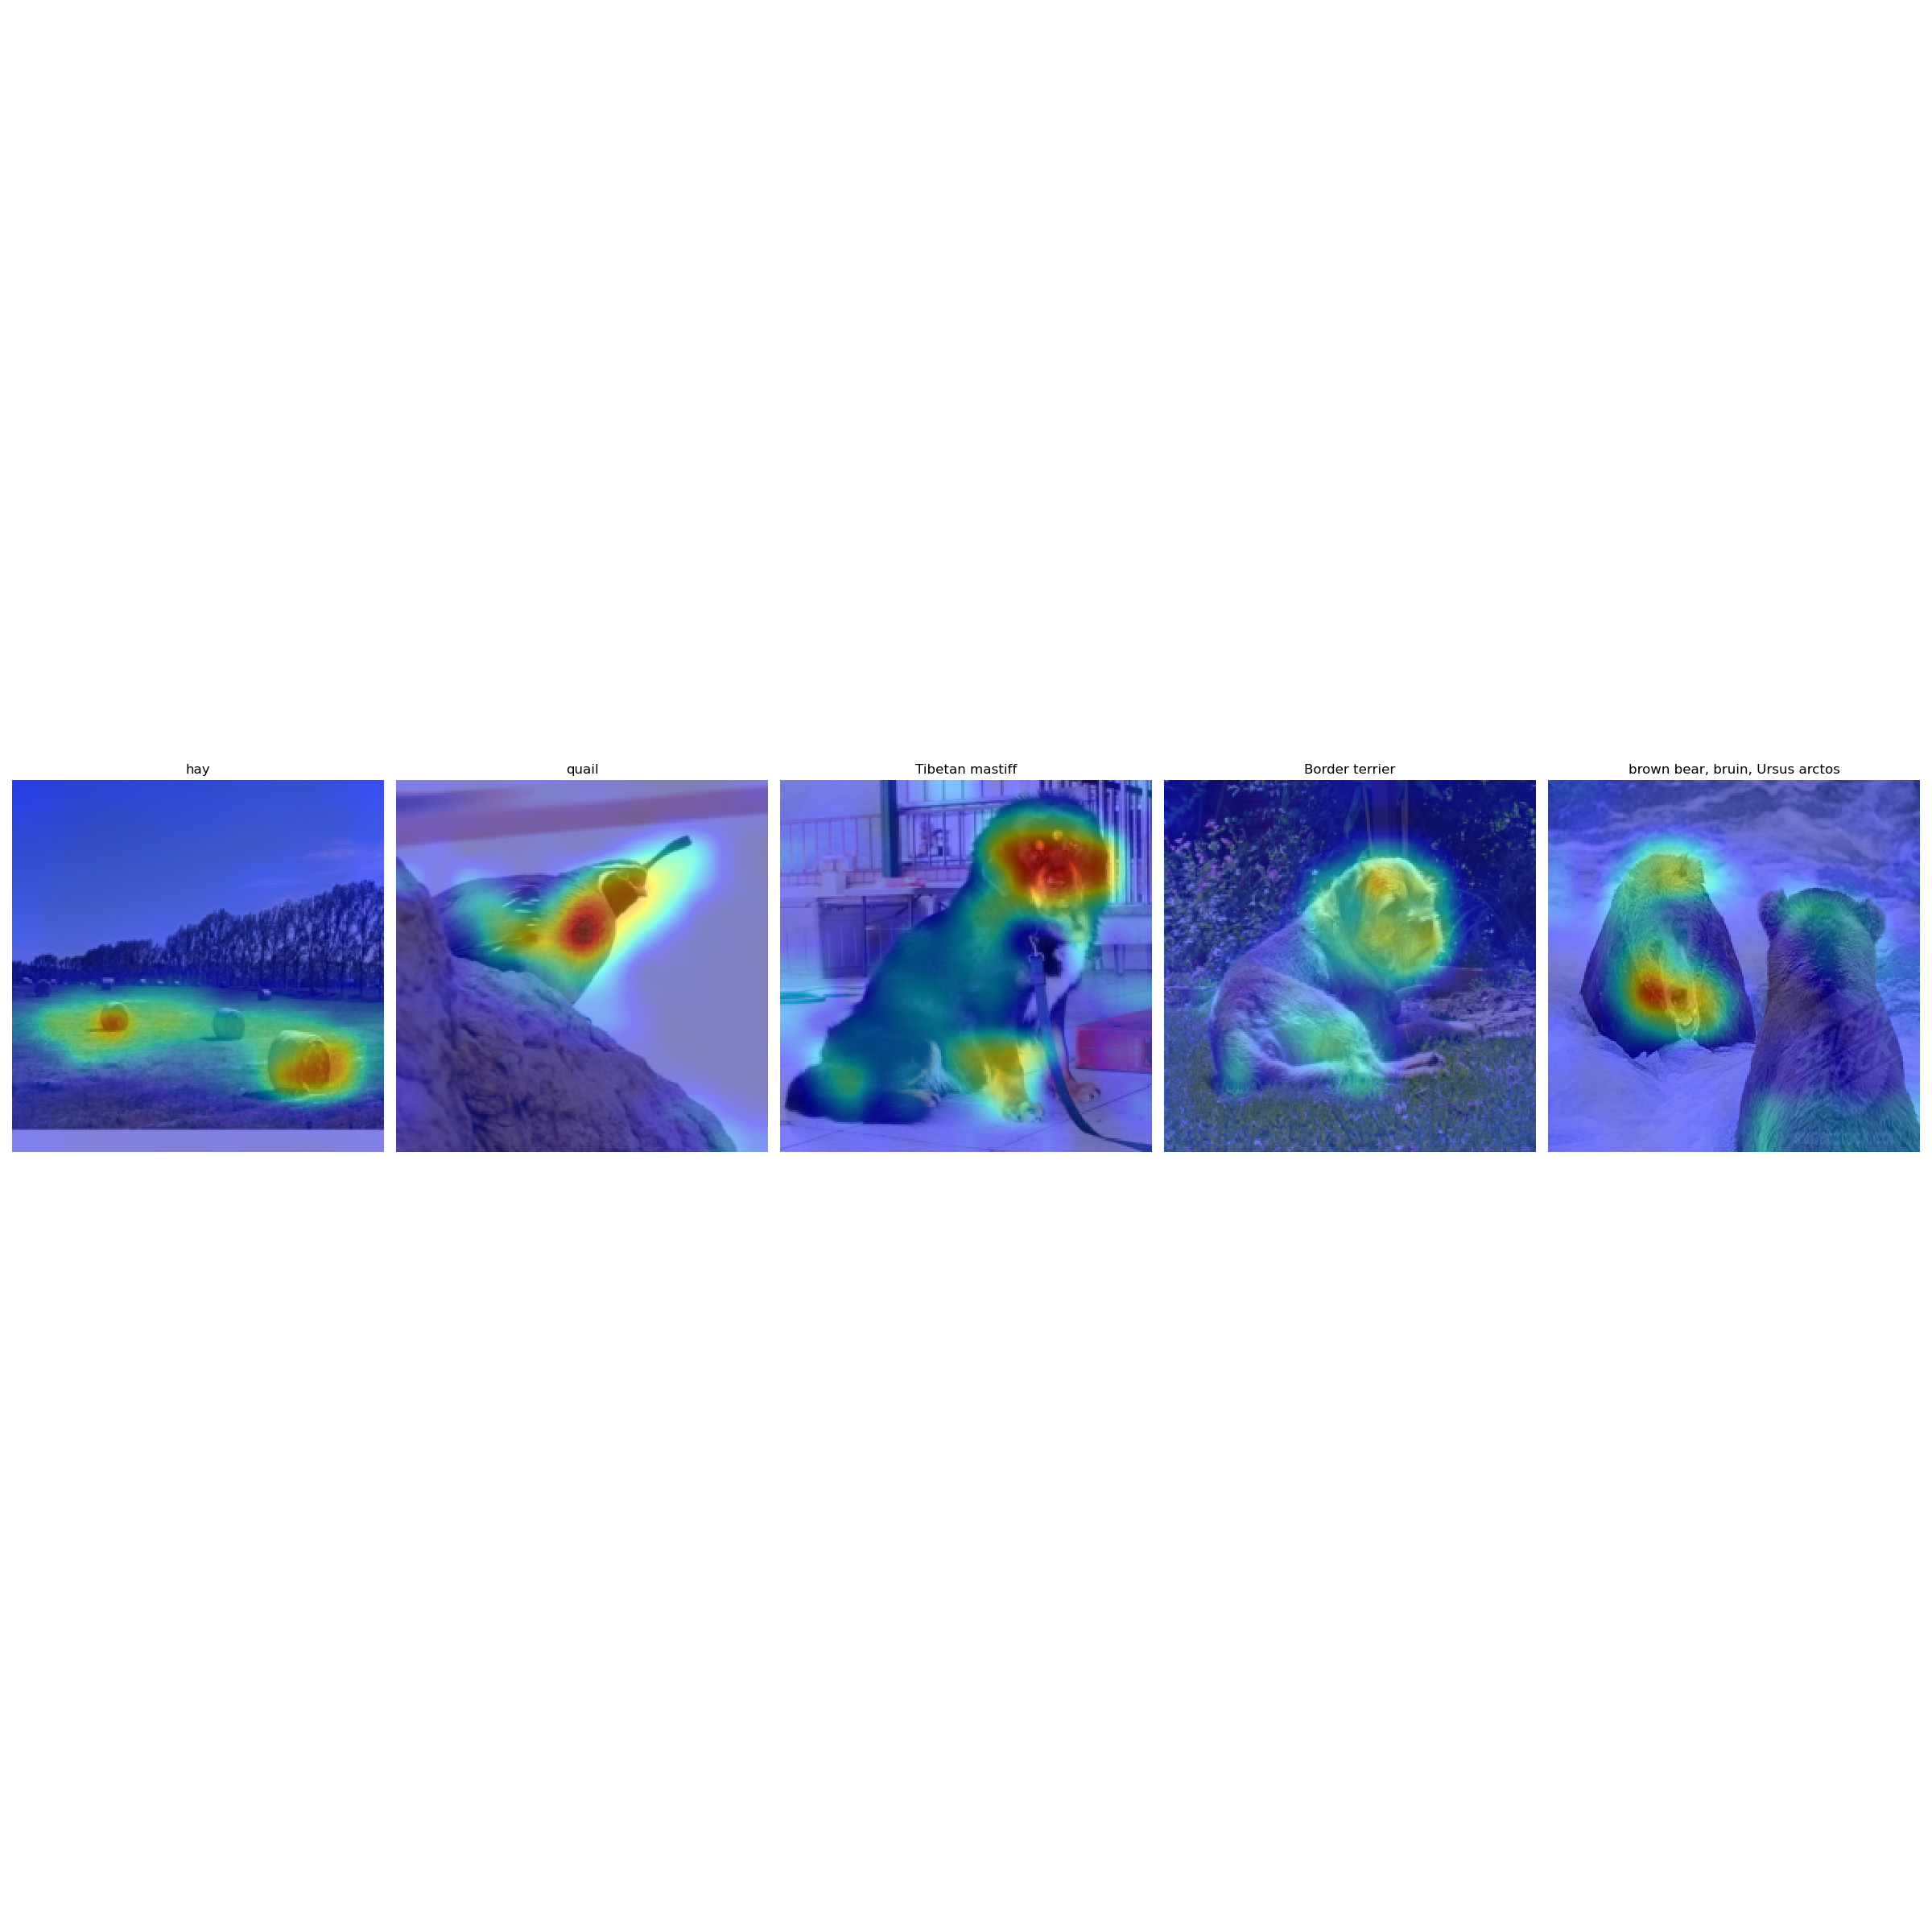 hay
quail
Tibetan mastiff
Border terrier
brown bear, bruin, Ursus arctos